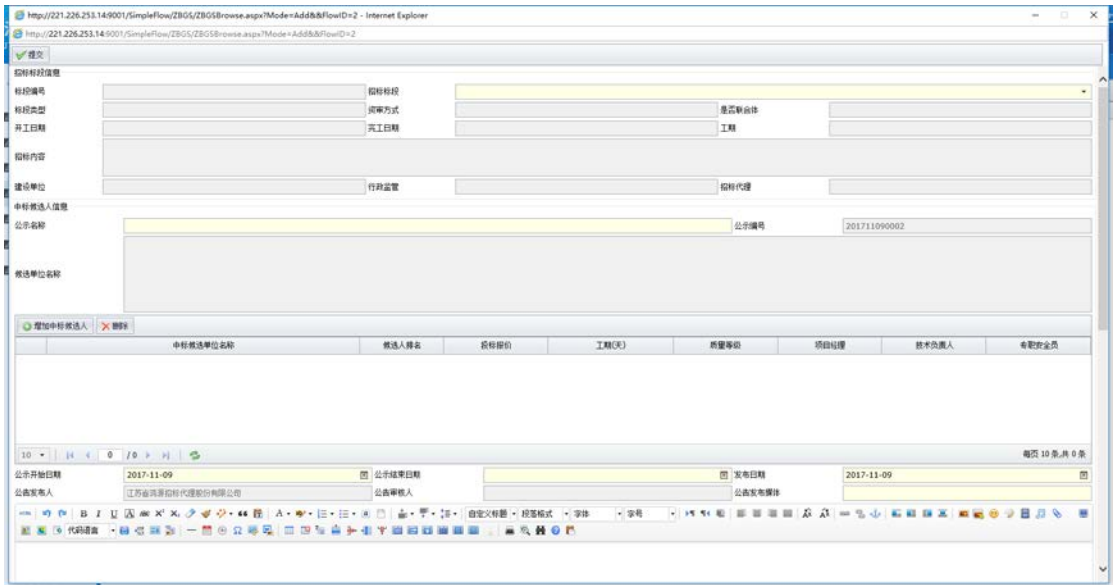 http://221.226.253.14:9001/SimpleFlow/ZBGS/ZBGSBrowse.aspx?Mode=Add&&FlowID=2 - Internet Explorer
http://221.226.253.14:9001/SimpleFlow/ZBGS/ZBGSBrowse.aspx?Mode=Add&&FlowID=2
提交
招标标段信息
标段编号 招标标段
标段类型 资审方式 是否联合体
开工日期 完工日期 工期
招标内容
建设单位 行政监管 招标代理
中标候选人信息
公示名称 公示编号 201711090002
候选单位名称
增加中标候选人 删除
中标候选单位名称 候选人排名 投标报价 工期(天) 质量等级 项目经理 技术负责人 专职安全员
10 0 /0 每页 10 条,共 0 条
公示开始日期 2017-11-09 公示结束日期 发布日期 2017-11-09
公告发布人 江苏省鸿源招标代理股份有限公司 公告审核人 公告发布媒体
B I U A ABC X² X₂ A 自定义标题 段落格式 字体 字号
代码语言